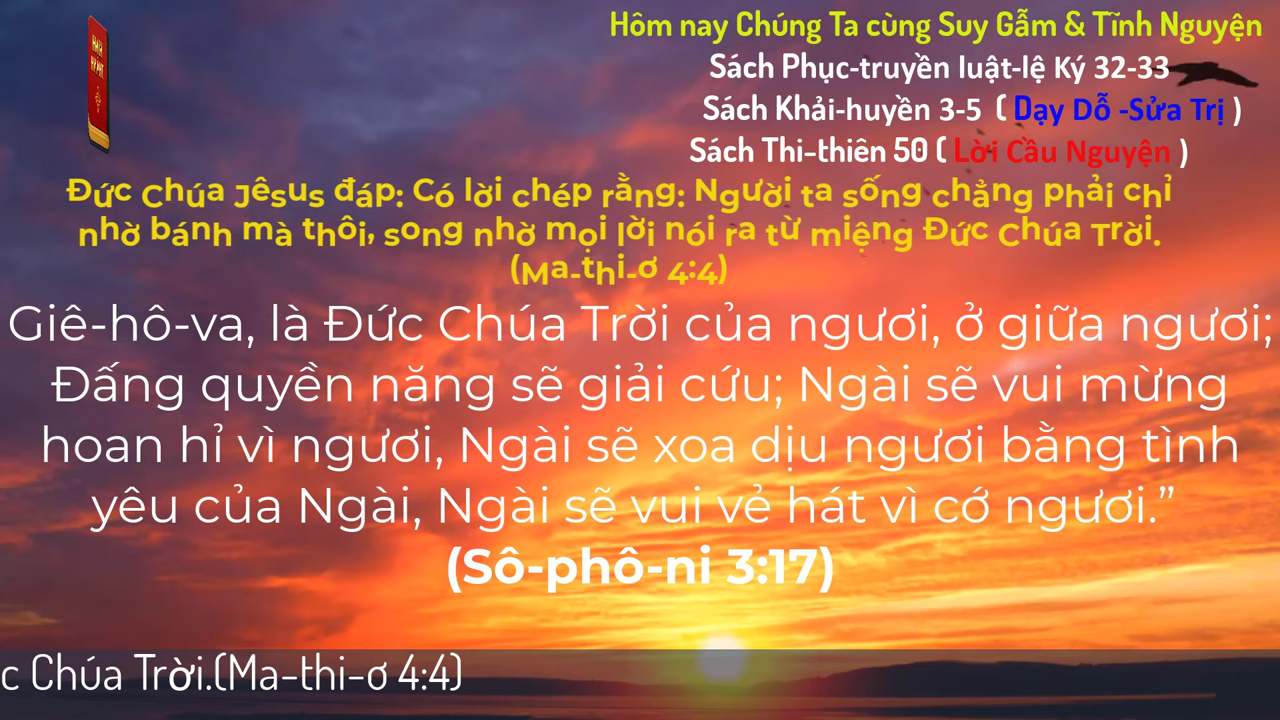 Hôm nay Chúng Ta cùng Suy Gẫm & Tĩnh Nguyện
Sách Phục-truyền luật-lệ Ký 32-33
Sách Khải-huyền 3-5 ( Dạy Dỗ -Sửa Trị )
Sách Thi-thiên 50 ( Lời Cầu Nguyện )
Đức Chúa Jêsus đáp: Có lời chép rằng: Người ta sống chẳng phải chỉ
nhờ bánh mà thôi, song nhờ mọi lời nói ra từ miệng Đức Chúa Trời.
(Ma-thi-ơ 4:4)
Giê-hô-va, là Đức Chúa Trời của ngươi, ở giữa ngươi;
Đấng quyền năng sẽ giải cứu; Ngài sẽ vui mừng
hoan hỉ vì ngươi, Ngài sẽ xoa dịu ngươi bằng tình
yêu của Ngài, Ngài sẽ vui vẻ hát vì cớ ngươi.”
(Sô-phô-ni 3:17)
c Chúa Trời.(Ma-thi-ơ 4:4)